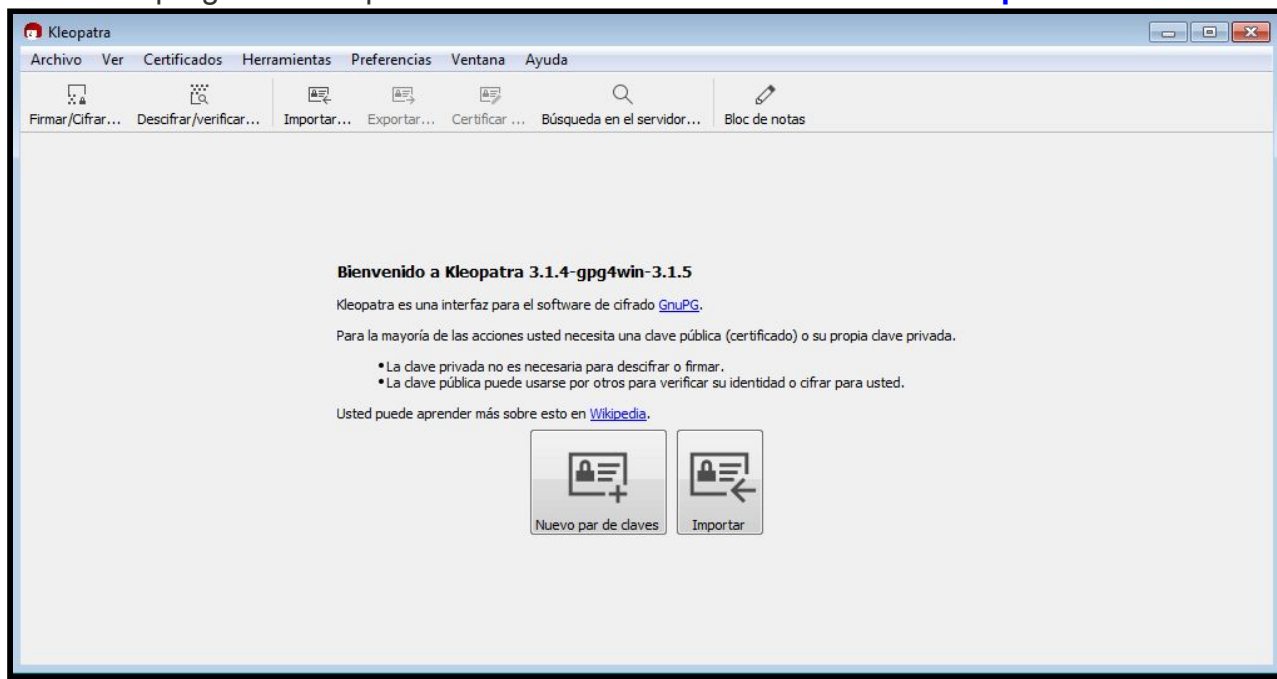 Kleopatra
Archivo Ver Certificados Herramientas Preferencias Ventana Ayuda
Firmar/Cifrar... Descifrar/verificar... Importar... Exportar... Certificar ... Búsqueda en el servidor... Bloc de notas
Bienvenido a Kleopatra 3.1.4-gpg4win-3.1.5
Kleopatra es una interfaz para el software de cifrado GnuPG.
Para la mayoría de las acciones usted necesita una clave pública (certificado) o su propia clave privada.
•La clave privada no es necesaria para descifrar o firmar.
•La clave pública puede usarse por otros para verificar su identidad o cifrar para usted.
Usted puede aprender más sobre esto en Wikipedia.
Nuevo par de claves Importar